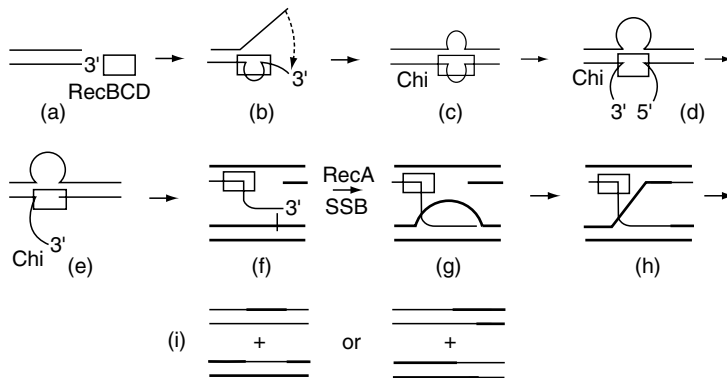 3'
RecBCD
(a)
3'
(b)
Chi
(c)
Chi
3' 5'
(d)
3'
Chi
(e)
3'
(f)
RecA
SSB
(g)
(h)
(i)
+
or
+